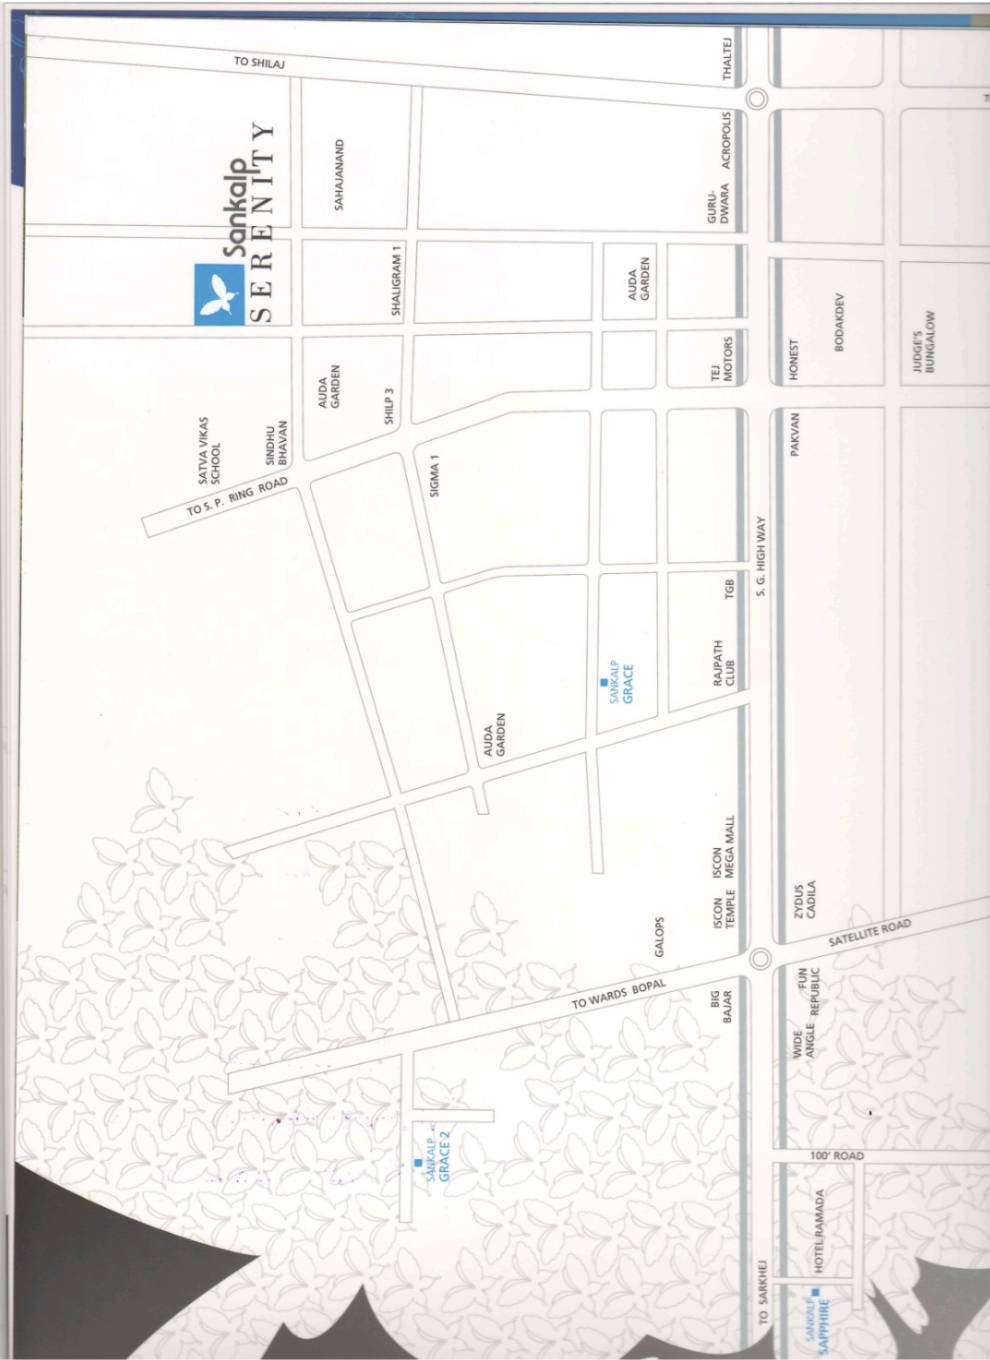 TO SHILAJ
THALTEJ
Sankalp
SERENITY
SAHAJANAND
ACROPOLIS
GURU-
DWARA
SHALIGRAM 1
AUDA
GARDEN
BODAKDEV
JUDGE'S
BUNGALOW
TEJ
MOTORS
HONEST
AUDA
GARDEN
SHILP 3
SATVA VIKAS
SCHOOL
SINDHU
BHAVAN
PAKVAN
TO S. P. RING ROAD
SIGMA 1
S. G. HIGH WAY
TGB
RAJPATH
CLUB
SANKALP
GRACE
AUDA
GARDEN
ISCON
MEGA MALL
ISCON
TEMPLE
ZYDUS
CADILA
GALOPS
SATELLITE ROAD
TO WARDS BOPAL
BIG
BAJAR
FUN
REPUBLIC
WIDE
ANGLE
SANKALP
GRACE 2
100' ROAD
HOTEL RAMADA
TO SARKHEJ
SANKALP
SAPPHIRE